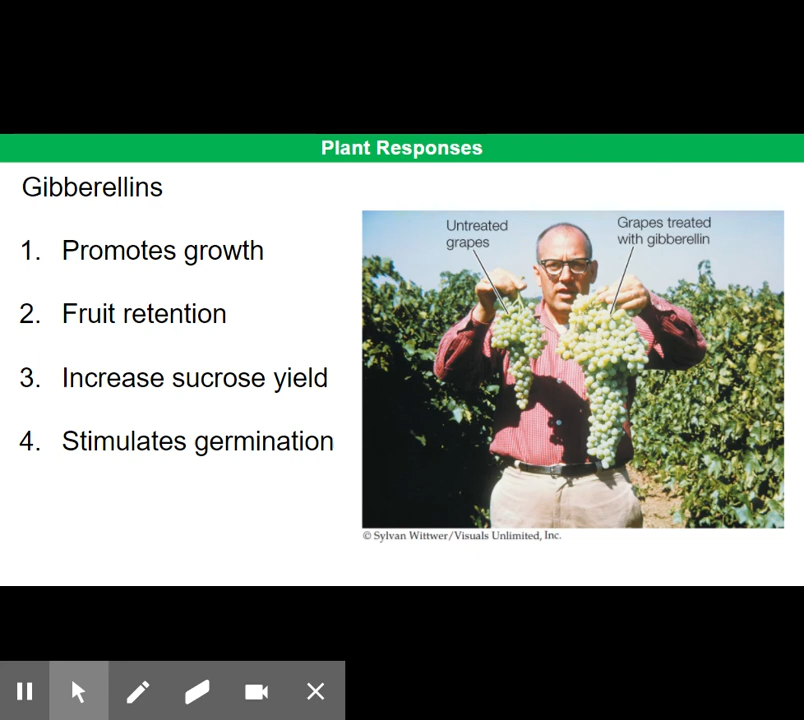 Plant Responses
Gibberellins
1. Promotes growth
2. Fruit retention
3. Increase sucrose yield
4. Stimulates germination
Untreated
grapes
Grapes treated
with gibberellin
© Sylvan Wittwer/Visuals Unlimited, Inc.